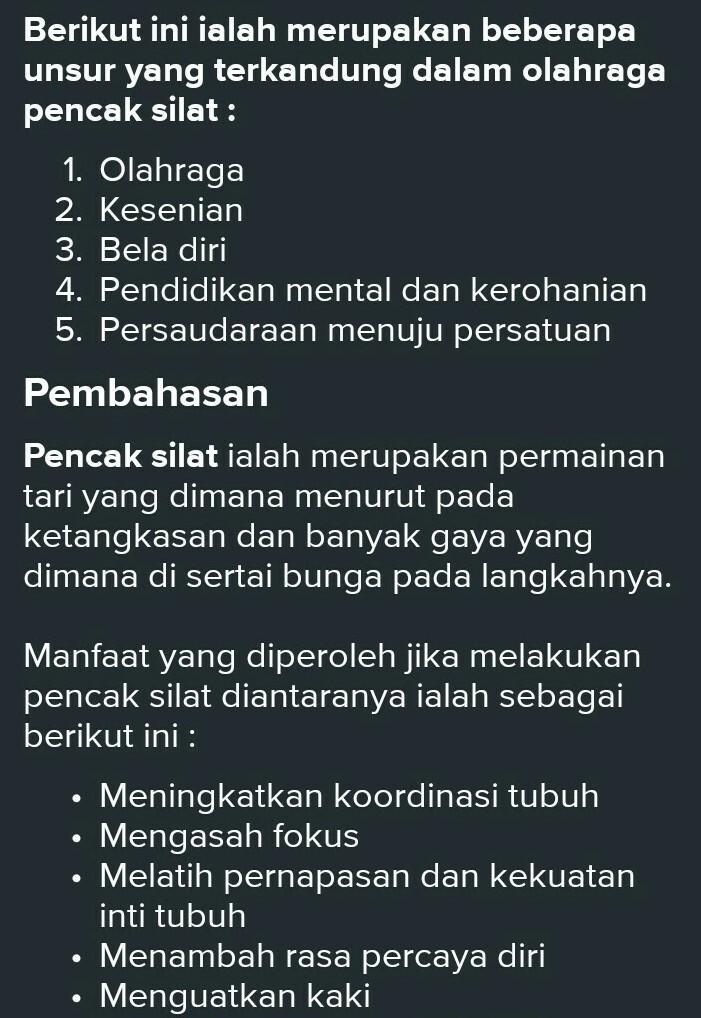 Berikut ini ialah merupakan beberapa
unsur yang terkandung dalam olahraga
pencak silat :
1. Olahraga
2. Kesenian
3. Bela diri
4. Pendidikan mental dan kerohanian
5. Persaudaraan menuju persatuan
Pembahasan
Pencak silat ialah merupakan permainan
tari yang dimana menurut pada
ketangkasan dan banyak gaya yang
dimana di sertai bunga pada langkahnya.
Manfaat yang diperoleh jika melakukan
pencak silat diantaranya ialah sebagai
berikut ini :
• Meningkatkan koordinasi tubuh
• Mengasah fokus
• Melatih pernapasan dan kekuatan
inti tubuh
• Menambah rasa percaya diri
• Menguatkan kaki